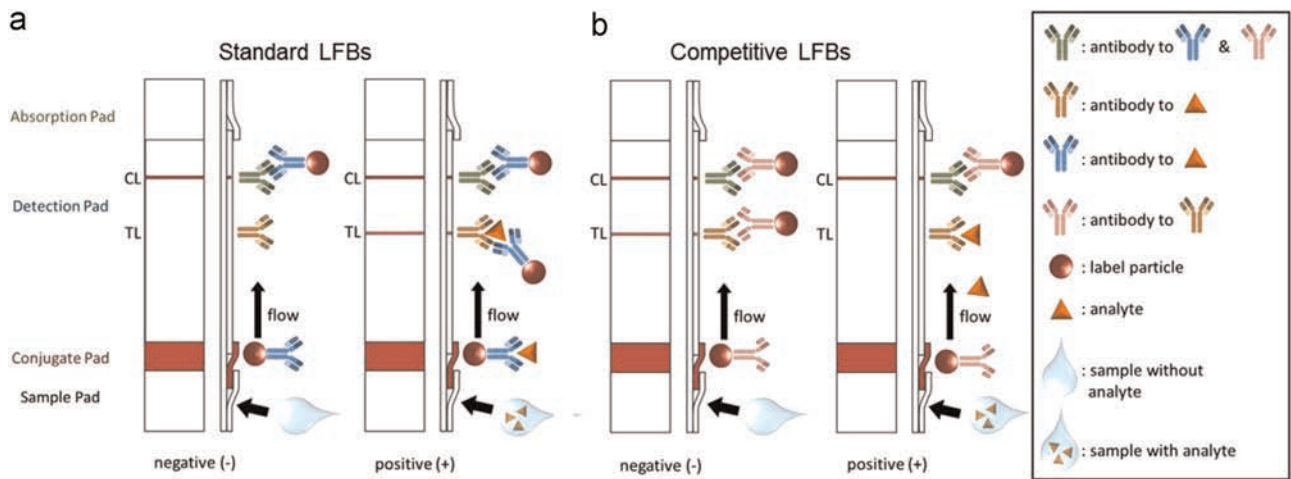 a
Standard LFBs
b
Competitive LFBs
Absorption Pad
CL
CL
CL
CL
Detection Pad
TL
TL
TL
TL
flow
flow
flow
flow
Conjugate Pad
Sample Pad
negative (-)
positive (+)
negative (-)
positive (+)
: antibody to &
: antibody to
: antibody to
: antibody to
: label particle
: analyte
: sample without
analyte
: sample with analyte